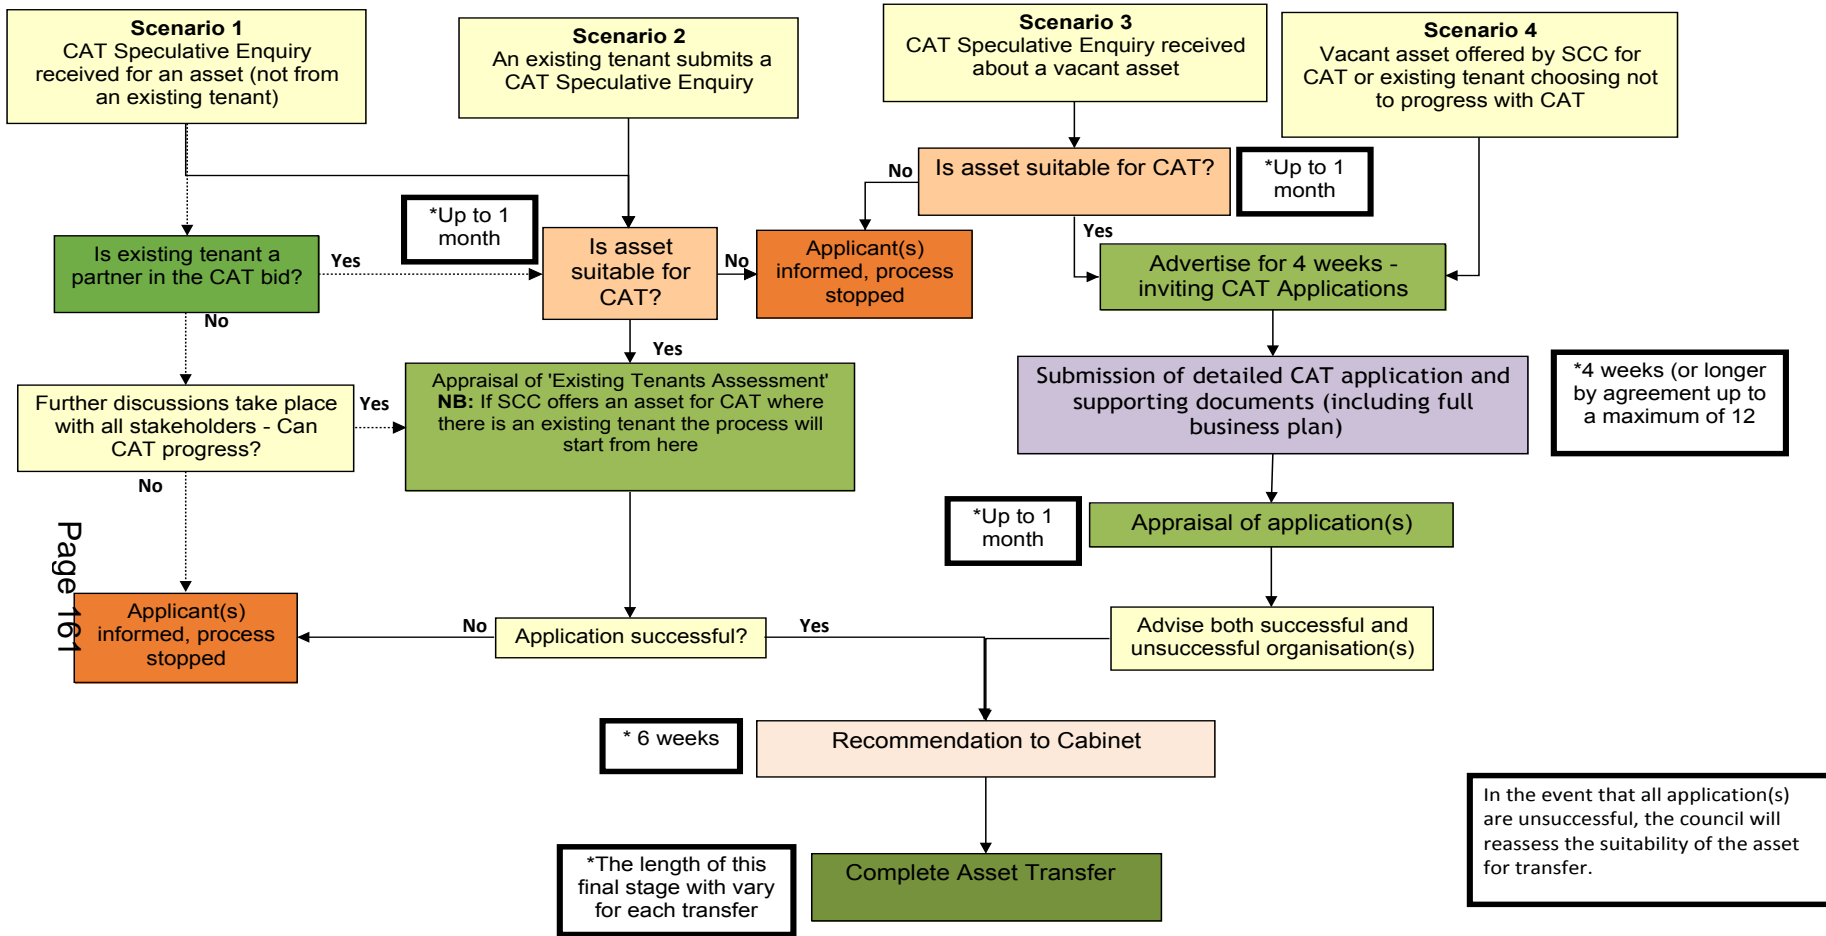 Scenario 1
CAT Speculative Enquiry
received for an asset (not from
an existing tenant)
Scenario 2
An existing tenant submits a
CAT Speculative Enquiry
Scenario 3
CAT Speculative Enquiry received
about a vacant asset
Scenario 4
Vacant asset offered by SCC for
CAT or existing tenant choosing not
to progress with CAT
No
Is asset suitable for CAT?
*Up to 1
month
*Up to 1
month
Is existing tenant a
partner in the CAT bid?
Yes
Is asset
suitable for
CAT?
No
Applicant(s)
informed, process
stopped
Yes
Advertise for 4 weeks -
inviting CAT Applications
No
Yes
Further discussions take place
with all stakeholders - Can
CAT progress?
Yes
Appraisal of 'Existing Tenants Assessment'
NB: If SCC offers an asset for CAT where
there is an existing tenant the process will
start from here
Submission of detailed CAT application and
supporting documents (including full
business plan)
*4 weeks (or longer
by agreement up to
a maximum of 12
No
*Up to 1
month
Appraisal of application(s)
Page 161
Applicant(s)
informed, process
stopped
No
Application successful?
Yes
Advise both successful and
unsuccessful organisation(s)
* 6 weeks
Recommendation to Cabinet
In the event that all application(s)
are unsuccessful, the council will
reassess the suitability of the asset
for transfer.
*The length of this
final stage with vary
for each transfer
Complete Asset Transfer